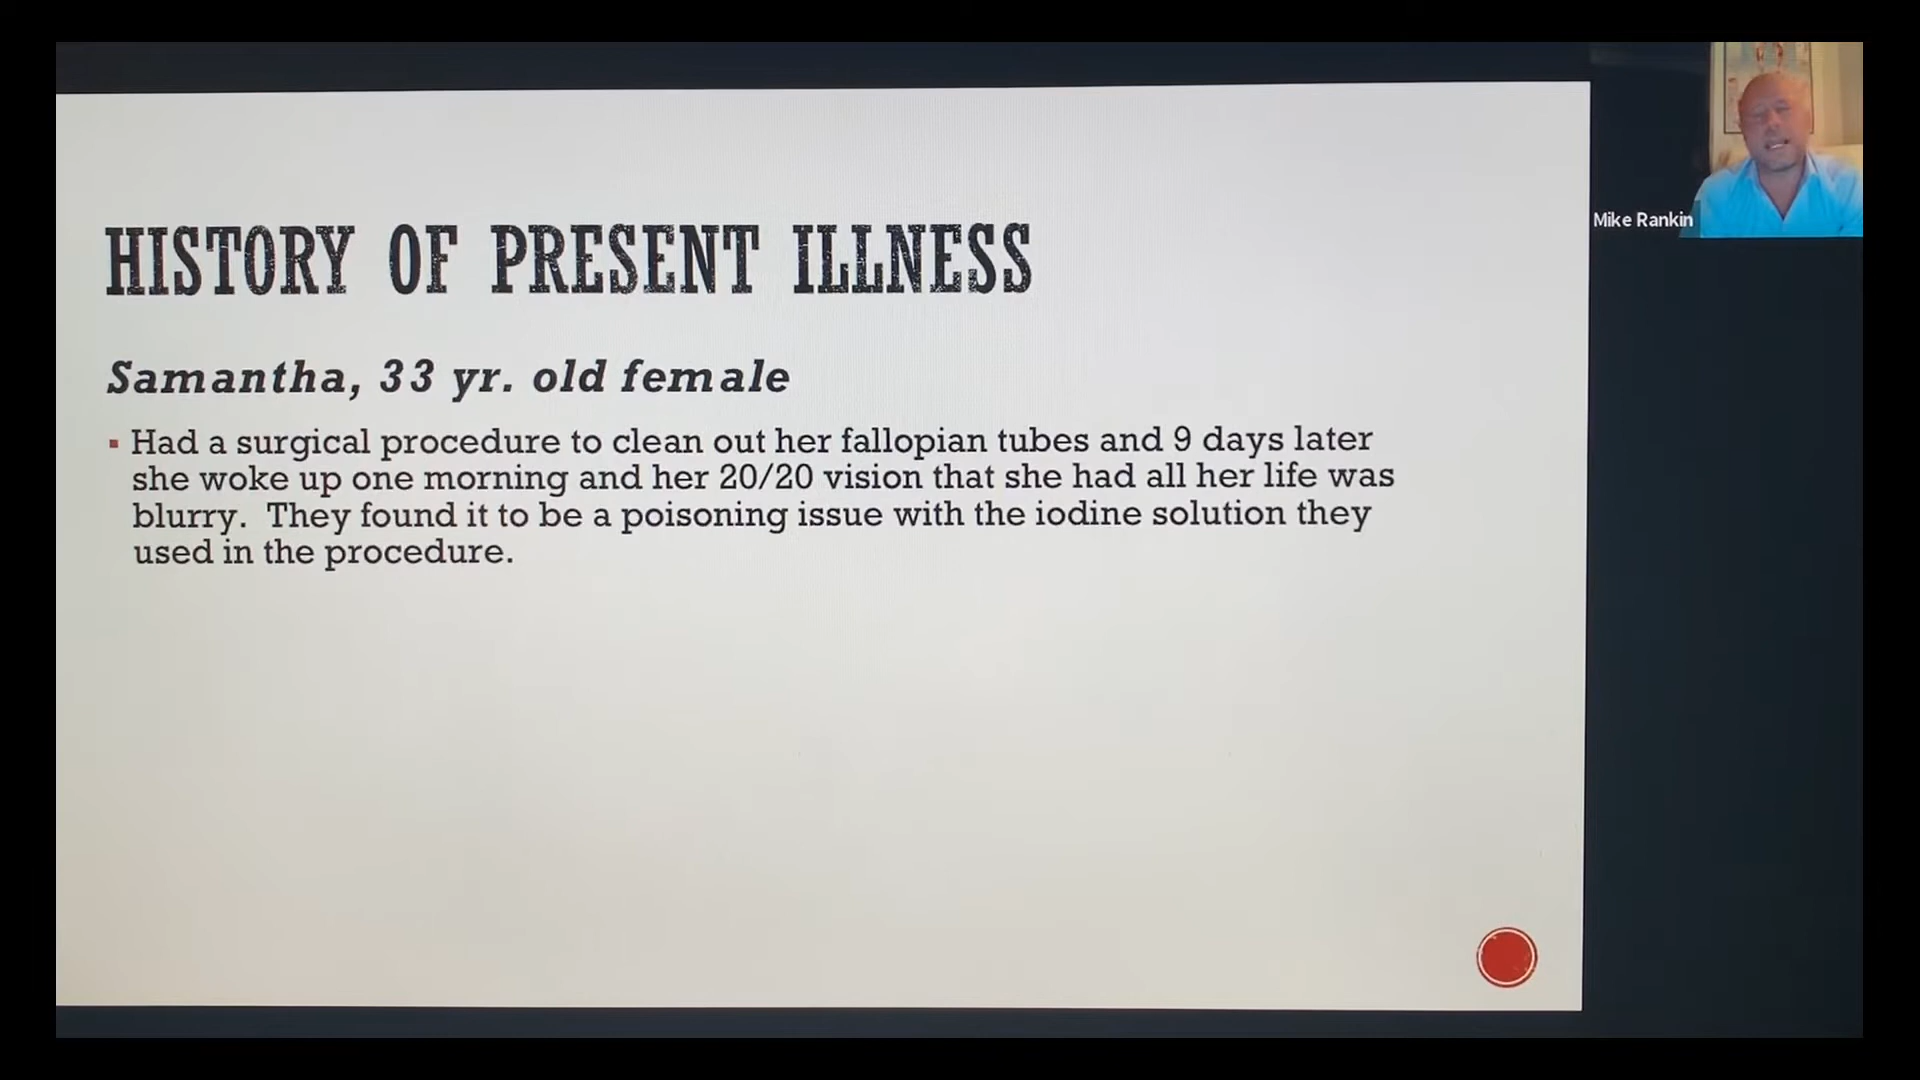 HISTORY OF PRESENT ILLNESS
Samantha, 33 yr. old female
Had a surgical procedure to clean out her fallopian tubes and 9 days later
she woke up one morning and her 20/20 vision that she had all her life was
blurry. They found it to be a poisoning issue with the iodine solution they
used in the procedure.
Mike Rankin